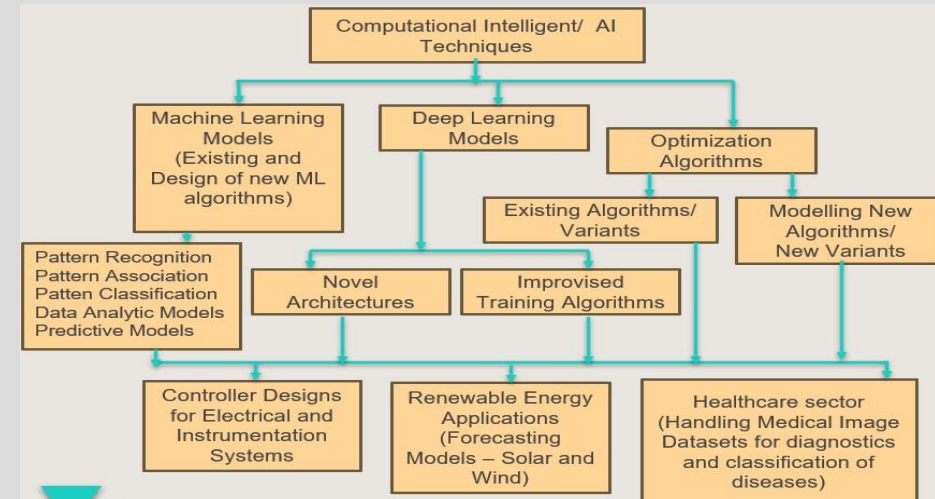 Computational Intelligent/ AI
Techniques
Machine Learning
Models
(Existing and
Design of new ML
algorithms)
Deep Learning
Models
Optimization
Algorithms
Existing Algorithms/
Variants
Modelling New
Algorithms/
New Variants
Pattern Recognition
Pattern Association
Patten Classification
Data Analytic Models
Predictive Models
Novel
Architectures
Improvised
Training Algorithms
Controller Designs
for Electrical and
Instrumentation
Systems
Renewable Energy
Applications
(Forecasting
Models – Solar and
Wind)
Healthcare sector
(Handling Medical Image
Datasets for diagnostics
and classification of
diseases)